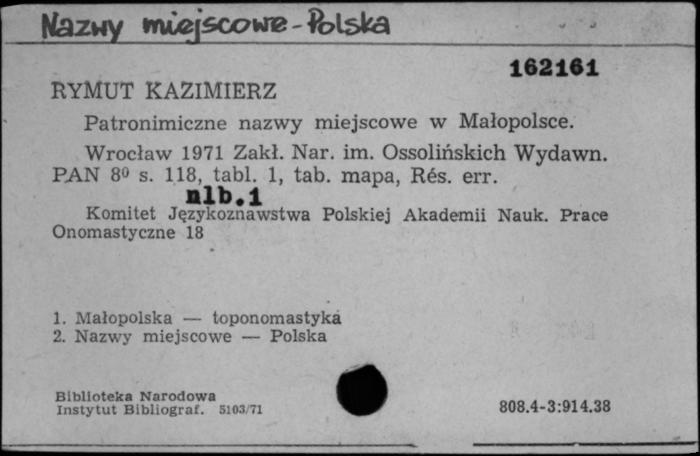 Nazwy miejscowe-Polska
162161
RYMUT KAZIMIERZ
Patronimiczne nazwy miejscowe w Małopolsce.
Wrocław 1971 Zakł. Nar. im. Ossolińskich Wydawn.
PAN 8⁰ s. 118, tabl. 1, tab. mapa, Rés. err.
nlb.1
Komitet Językoznawstwa Polskiej Akademii Nauk. Prace
Onomastyczne 18
1. Małopolska — toponomastyka
2. Nazwy miejscowe — Polska
Biblioteka Narodowa
Instytut Bibliograf. 5103/71
808.4-3:914.38